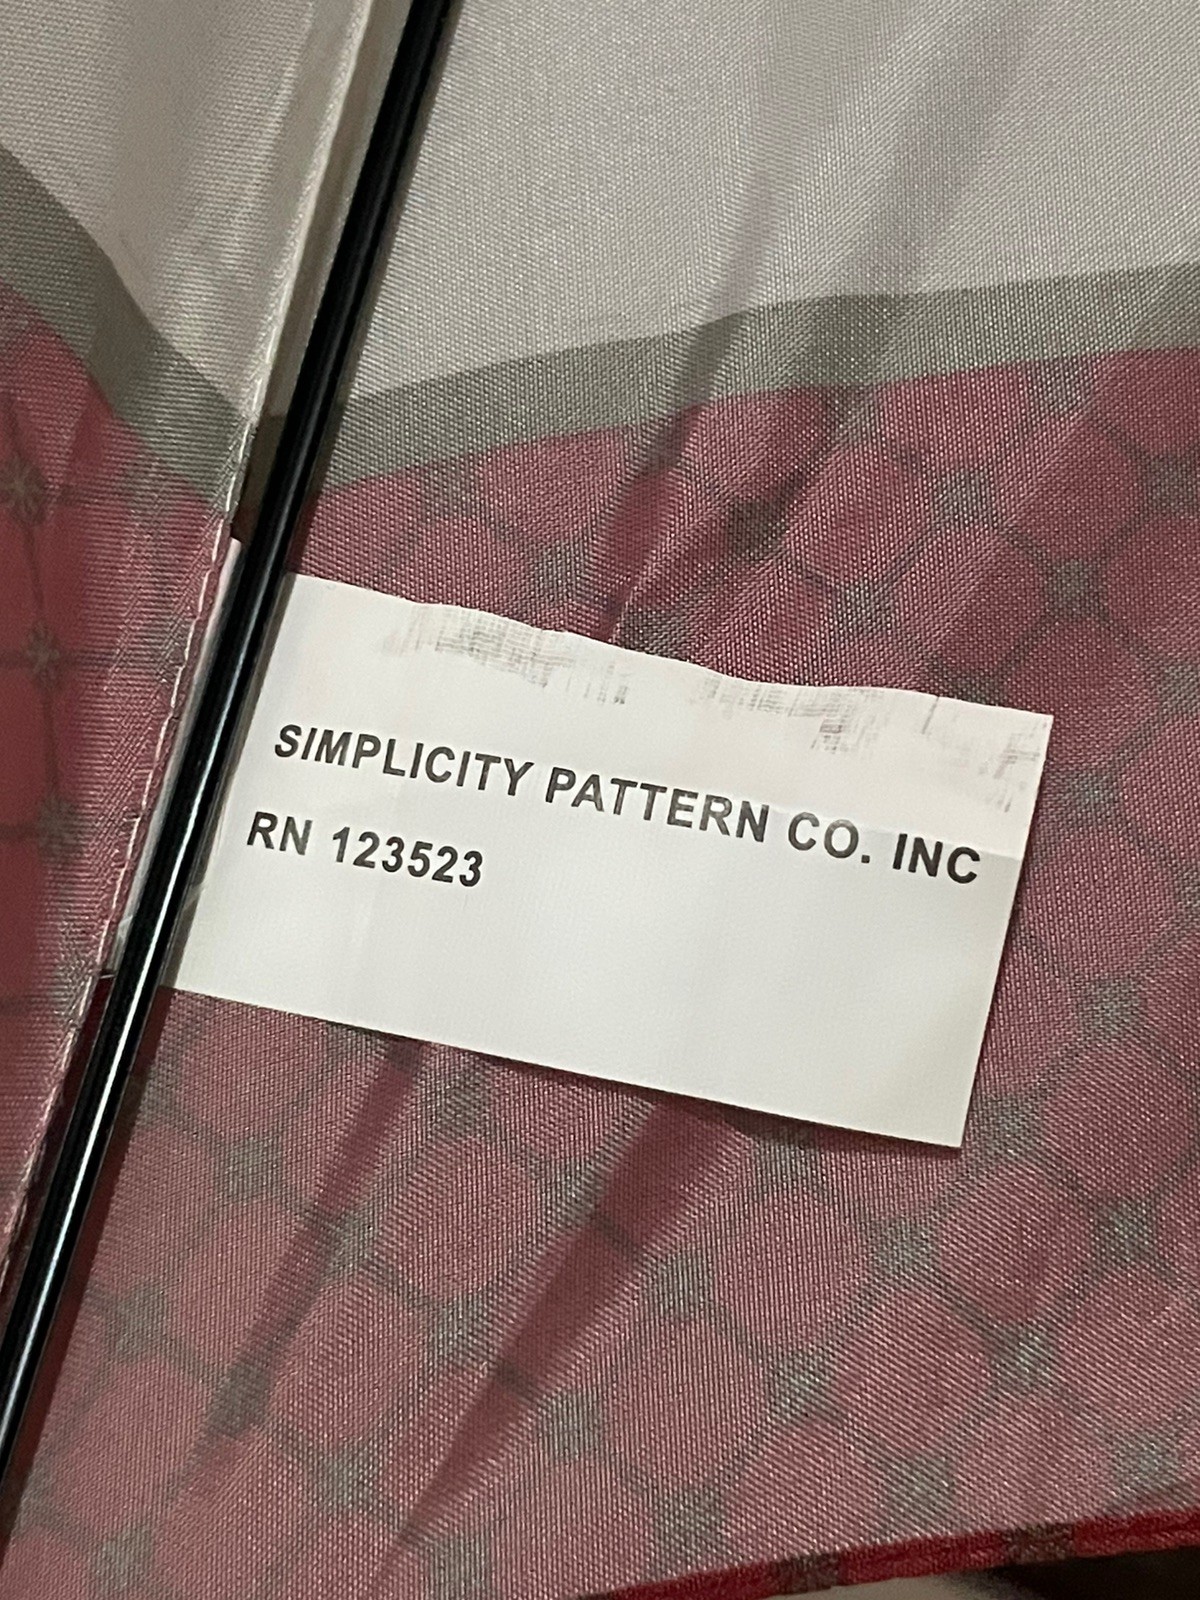 SIMPLICITY PATTERN CO. INC
RN 123523